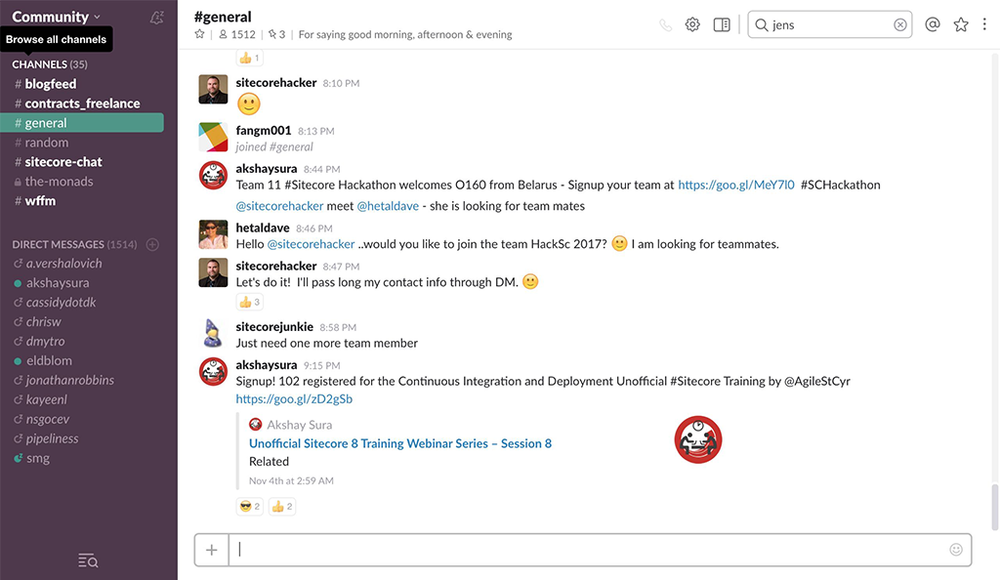 Community
Browse all channels
CHANNELS (35)
# blogfeed
# contracts_freelance
# general
# random
# sitecore-chat
the-monads
# wffm
DIRECT MESSAGES (1514)
a.vershalovich
akshaysura
cassidydotdk
chrisw
dmytro
eldblom
jonathanrobbins
kayeenl
nsgocev
pipeliness
smg
#general
1512 | 3 | For saying good morning, afternoon & evening
jens
1
sitecorehacker 8:10 PM
fangm001 8:13 PM
joined #general
akshaysura 8:44 PM
Team 11 #Sitecore Hackathon welcomes O160 from Belarus - Signup your team at https://goo.gl/MeY7l0 #SCHackathon
@sitecorehacker meet @hetaldave - she is looking for team mates
hetaldave 8:46 PM
Hello @sitecorehacker ..would you like to join the team HackSc 2017? I am looking for teammates.
sitecorehacker 8:47 PM
Let's do it! I'll pass long my contact info through DM.
3
sitecorejunkie 8:58 PM
Just need one more team member
akshaysura 9:15 PM
Signup! 102 registered for the Continuous Integration and Deployment Unofficial #Sitecore Training by @AgileStCyr
https://goo.gl/zD2gSb
Akshay Sura
Unofficial Sitecore 8 Training Webinar Series – Session 8
Related
Nov 4th at 2:59 AM
2 2